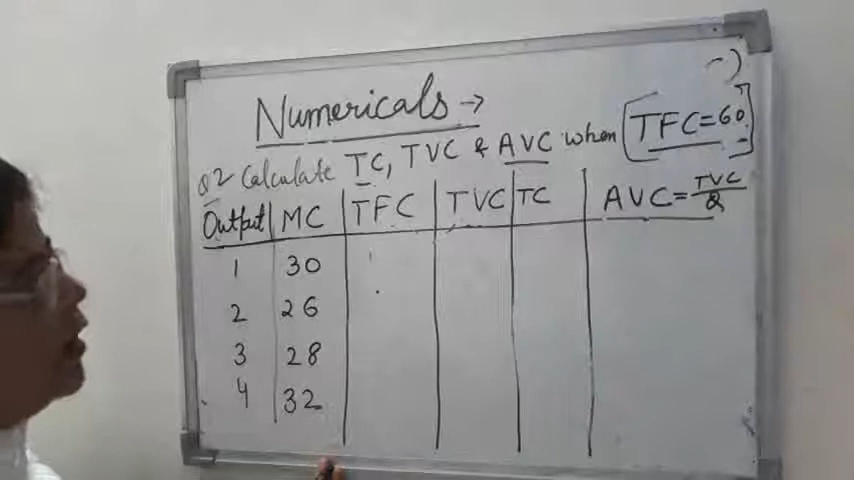 Numericals →
Q2 Calculate TC, TVC & AVC when [TFC=60]
Output MC TFC TVC TC AVC = TVC/Q
1 30
2 26
3 28
4 32